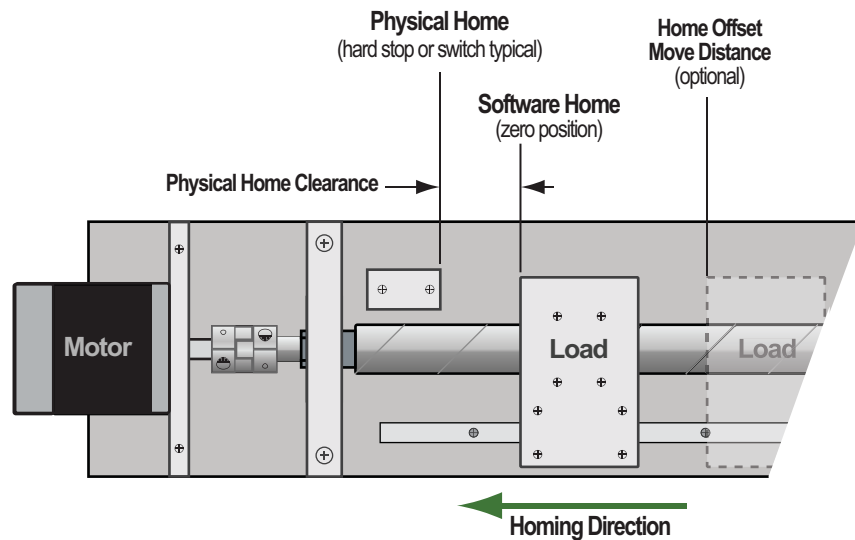 Physical Home
(hard stop or switch typical)
Home Offset
Move Distance
(optional)
Software Home
(zero position)
Physical Home Clearance
Motor
Load
Load
Homing Direction